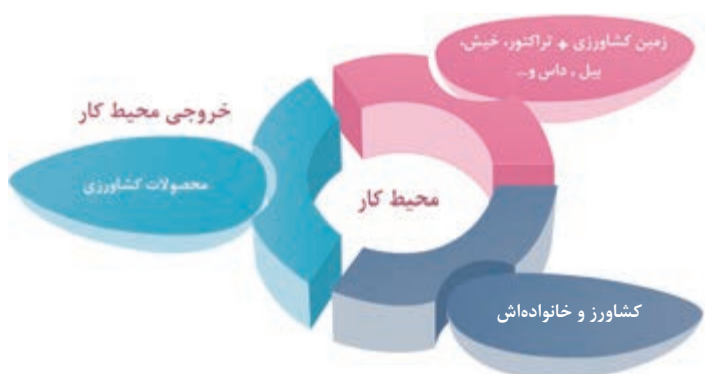 زمین کشاورزی + تراکتور، خیش،
بیل ، داس و...
خروجی محیط کار
محصولات کشاورزی
محیط کار
کشاورز و خانواده‌اش